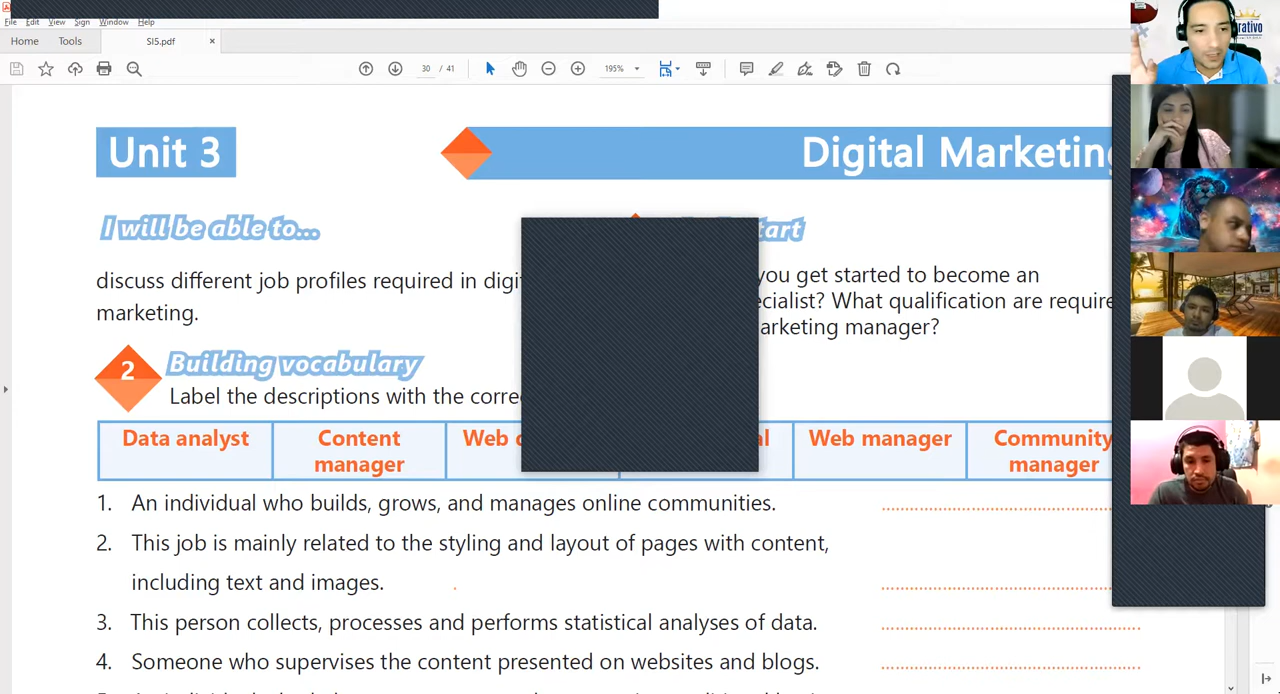 File Edit View Sign Window Help
Home Tools SI5.pdf ×
30 / 41 195%
rativo
Unit 3
Digital Marketing
I will be able to...
tart
discuss different job profiles required in digi
marketing.
you get started to become an
ecialist? What qualification are require
arketing manager?
2 Building vocabulary
Label the descriptions with the corre
Data analyst Content manager Web d al Web manager Community manager
1. An individual who builds, grows, and manages online communities.
2. This job is mainly related to the styling and layout of pages with content,
including text and images.
3. This person collects, processes and performs statistical analyses of data.
4. Someone who supervises the content presented on websites and blogs.